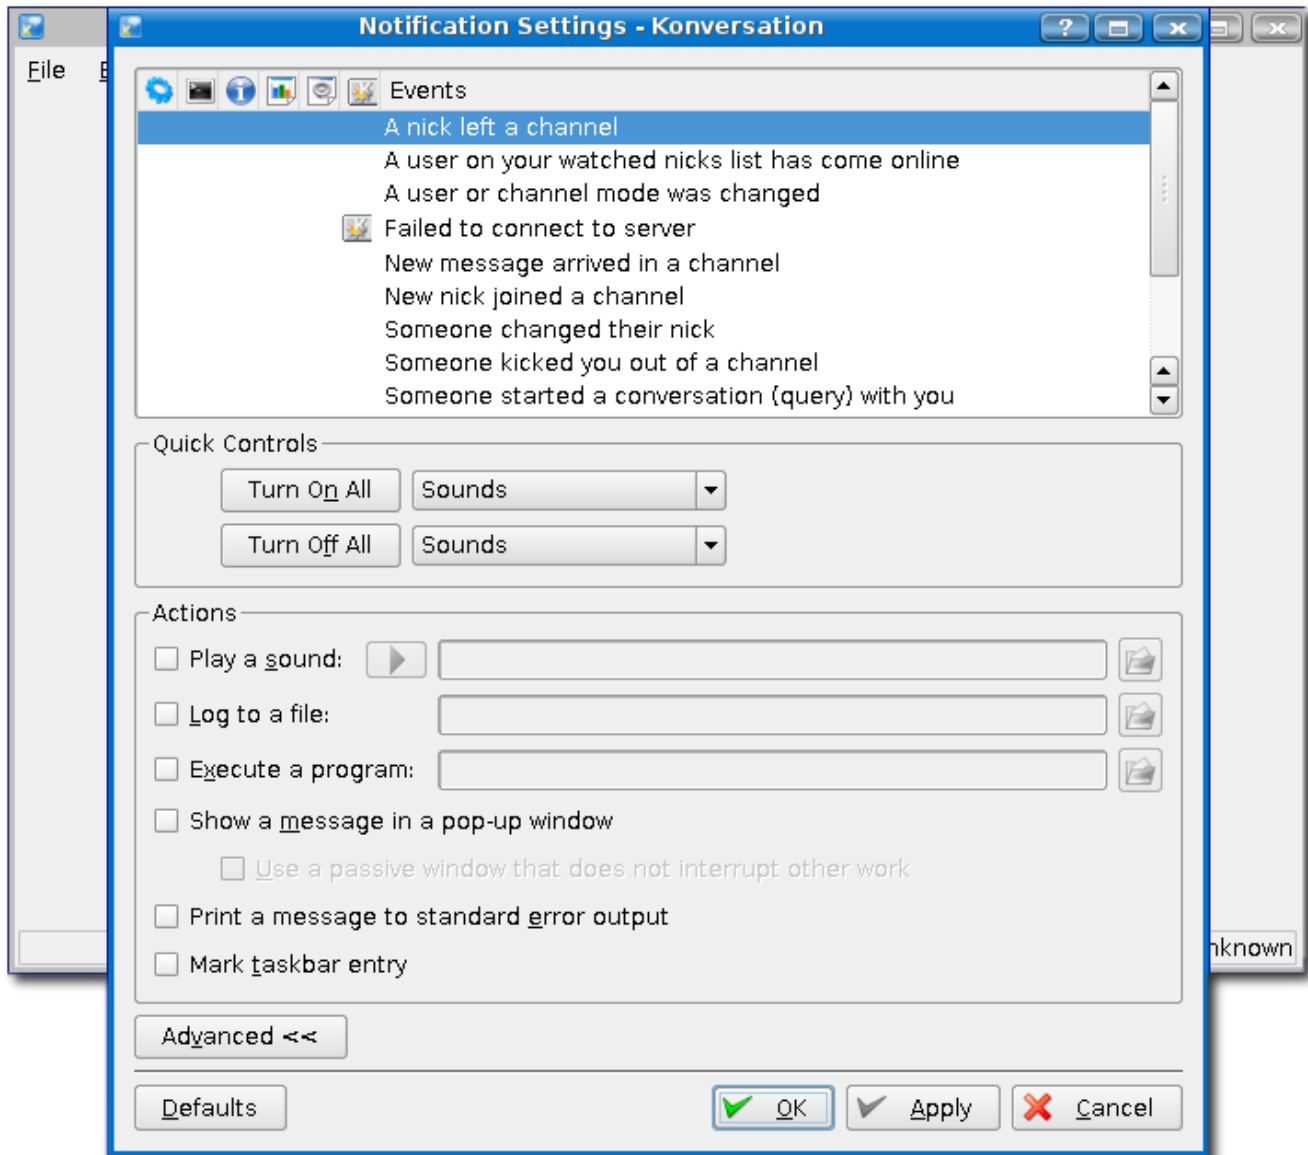 Notification Settings - Konversation
?
File
Events
A nick left a channel
A user on your watched nicks list has come online
A user or channel mode was changed
Failed to connect to server
New message arrived in a channel
New nick joined a channel
Someone changed their nick
Someone kicked you out of a channel
Someone started a conversation (query) with you
Quick Controls
Turn On All Sounds
Turn Off All Sounds
Actions
Play a sound:
Log to a file:
Execute a program:
Show a message in a pop-up window
Use a passive window that does not interrupt other work
Print a message to standard error output
Mark taskbar entry
Advanced <<
Defaults OK Apply Cancel